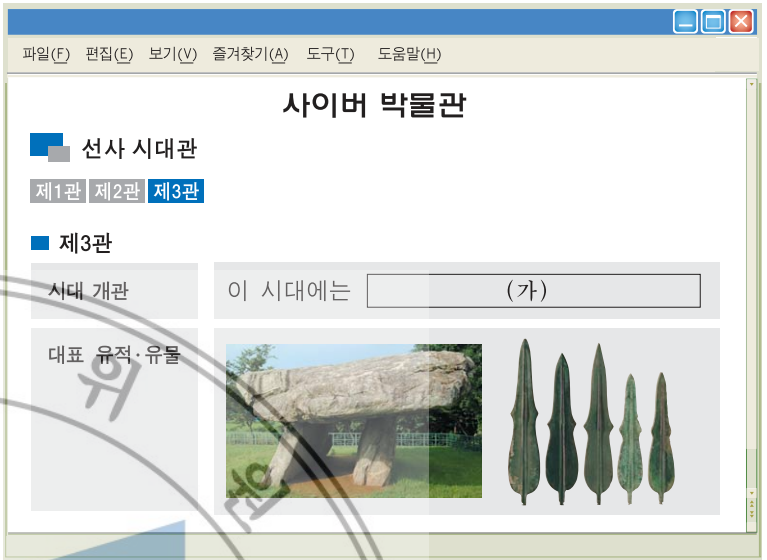 파일(F) 편집(E) 보기(V) 즐겨찾기(A) 도구(T) 도움말(H)
사이버 박물관
선사 시대관
제1관 제2관 제3관
제3관
시대 개관 이 시대에는 (가)
대표 유적·유물
위
원